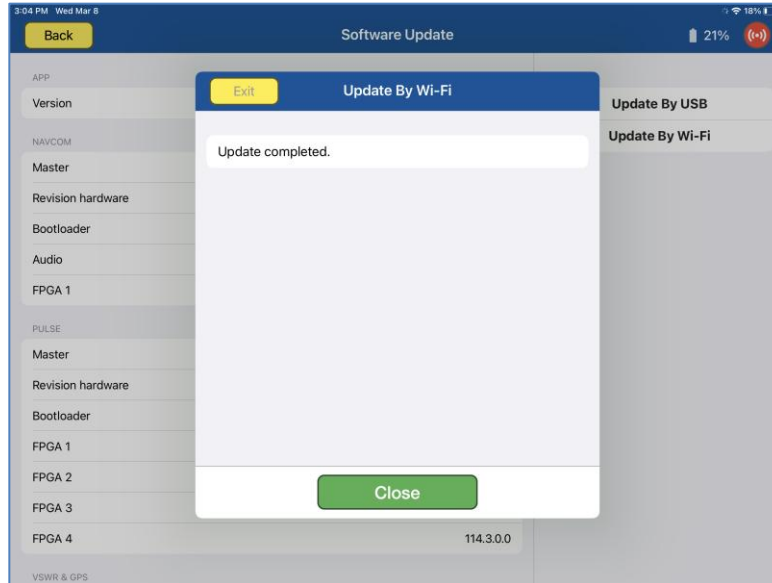 3:04 PM Wed Mar 8 18%
Back Software Update 21%
APP
Version
NAVCOM
Master
Revision hardware
Bootloader
Audio
FPGA 1
PULSE
Master
Revision hardware
Bootloader
FPGA 1
FPGA 2
FPGA 3
FPGA 4 114.3.0.0
VSWR & GPS
Exit Update By Wi-Fi
Update completed.
Close
Update By USB
Update By Wi-Fi